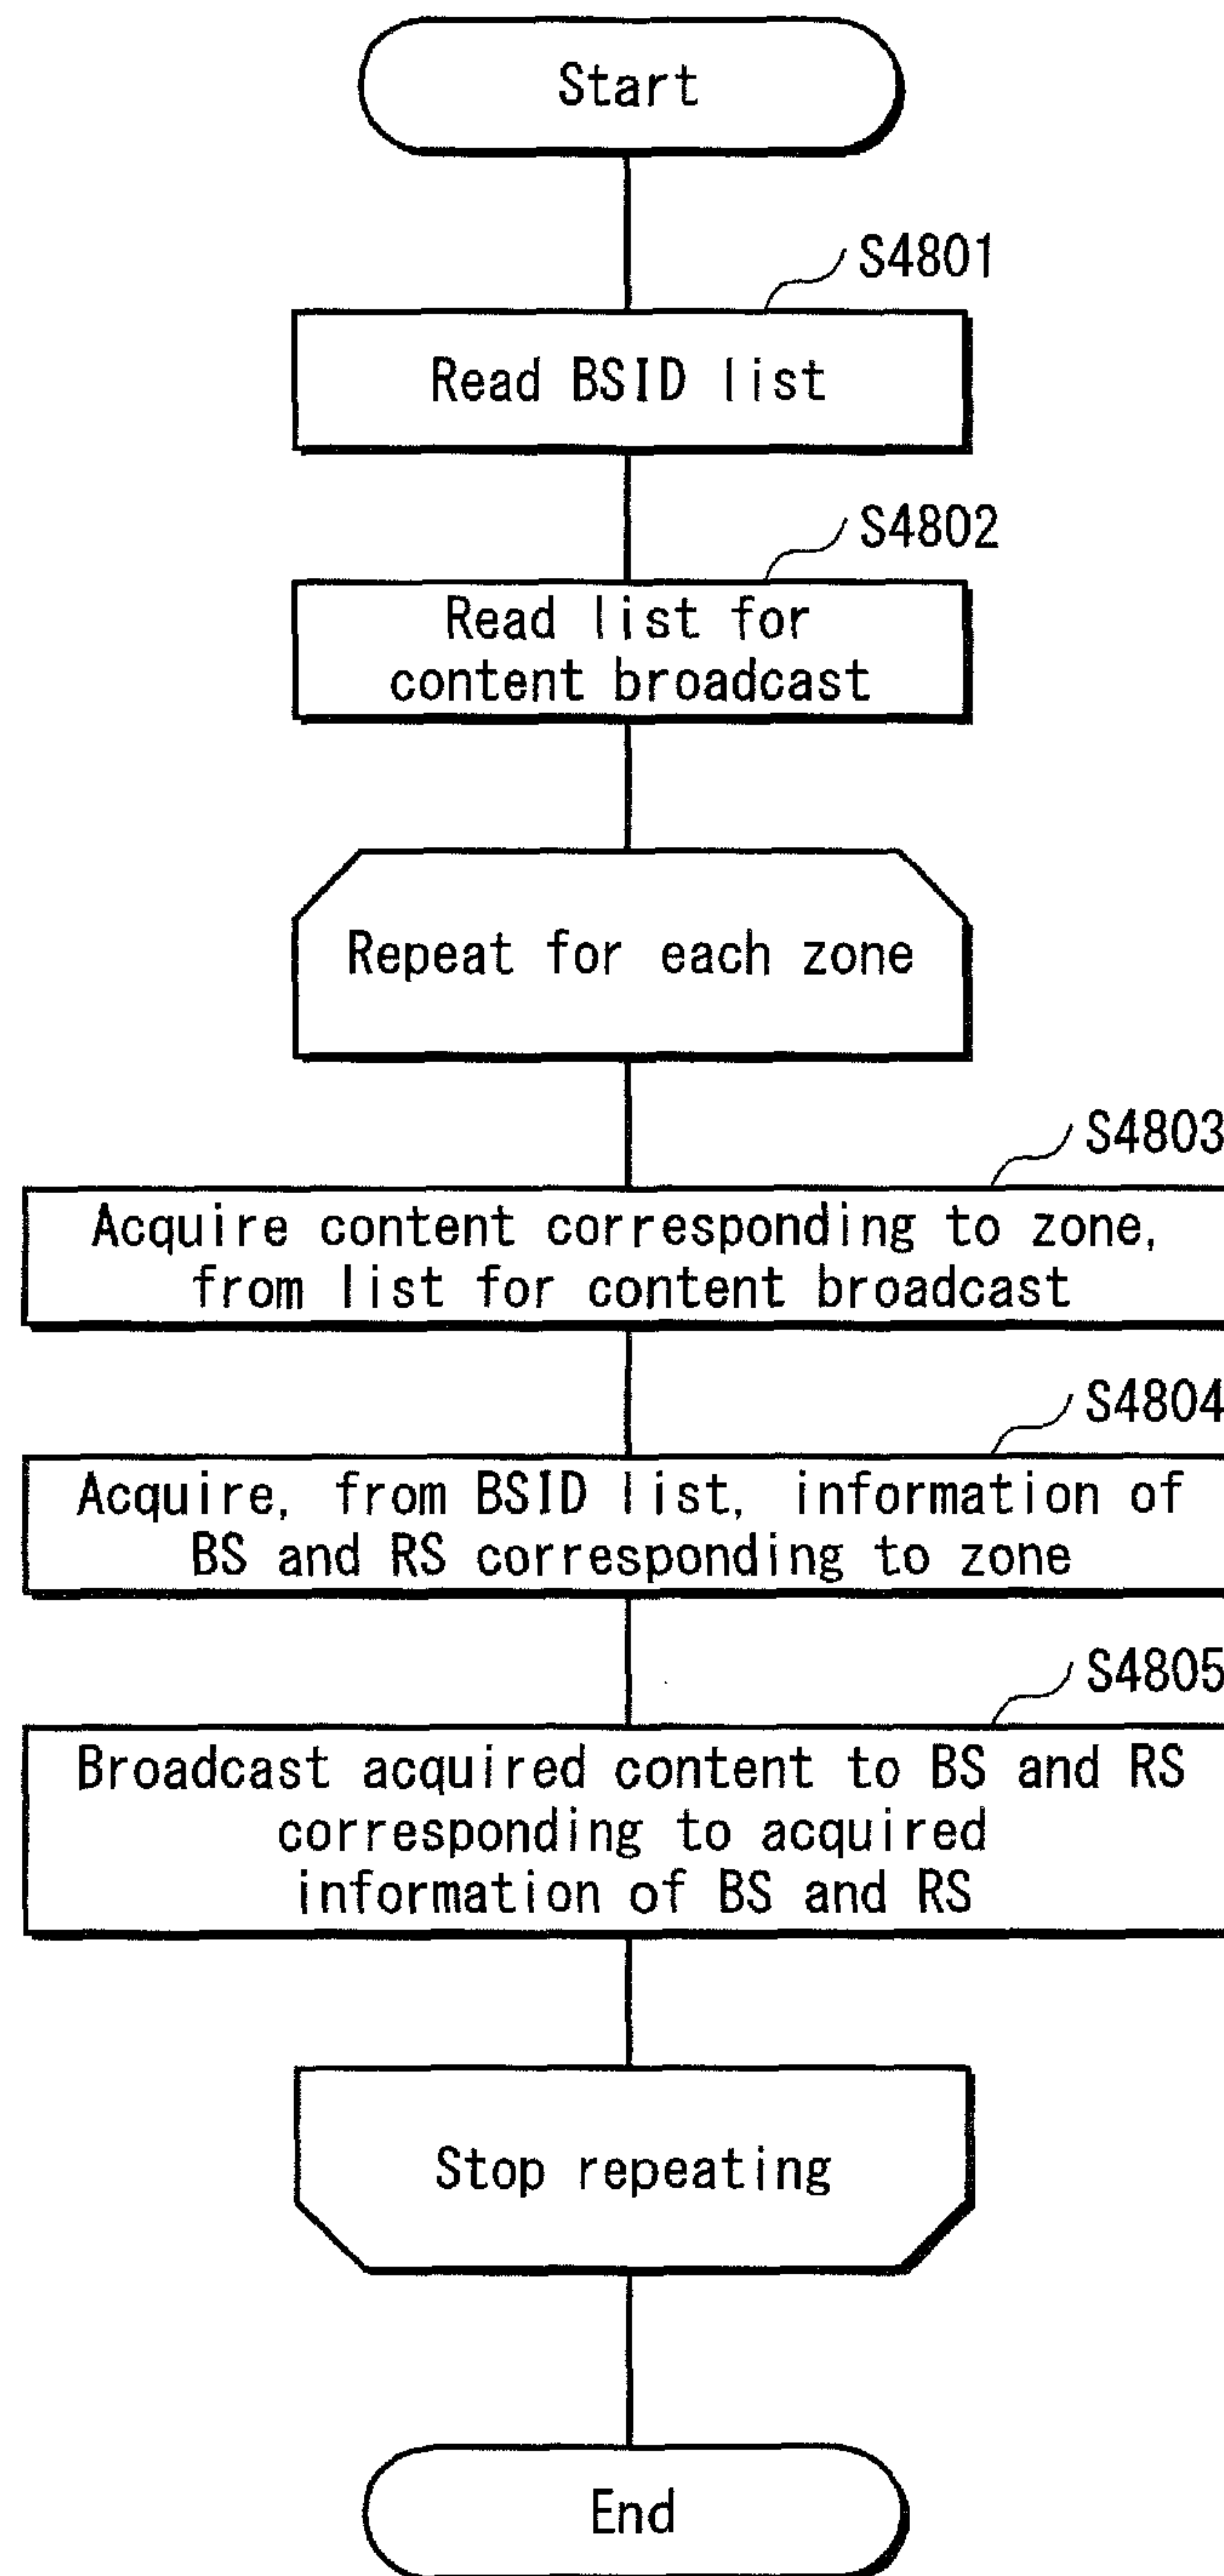 Start
S4801
Read BSID list
S4802
Read list for
content broadcast
Repeat for each zone
S4803
Acquire content corresponding to zone,
from list for content broadcast
S4804
Acquire, from BSID list, information of
BS and RS corresponding to zone
S4805
Broadcast acquired content to BS and RS
corresponding to acquired
information of BS and RS
Stop repeating
End